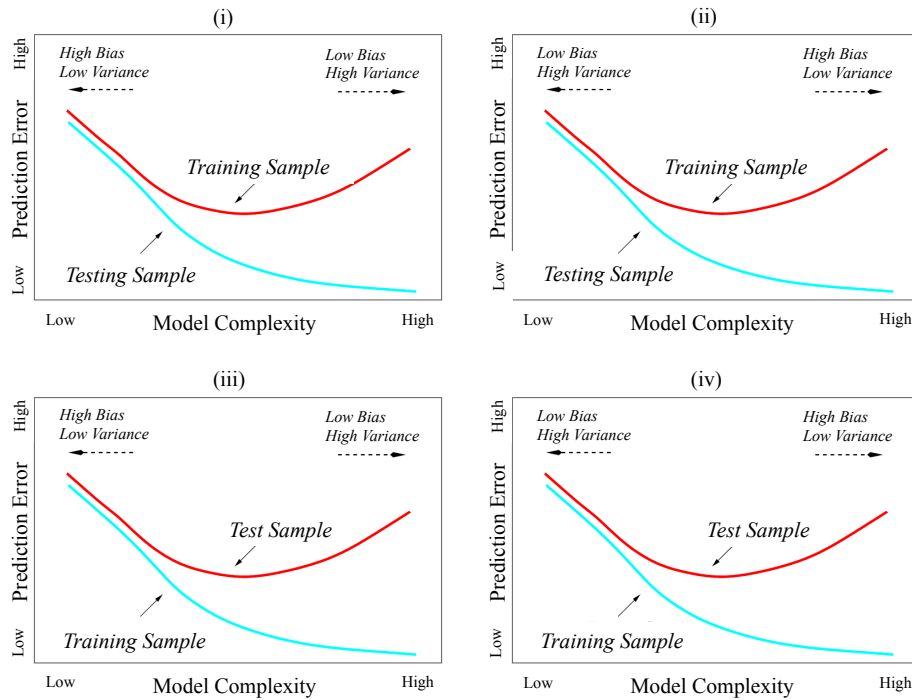 (i)
High
High Bias
Low Variance
Low Bias
High Variance
Training Sample
Prediction Error
Testing Sample
Low
Low
Model Complexity
High
(ii)
High
Low Bias
High Variance
High Bias
Low Variance
Training Sample
Prediction Error
Testing Sample
Low
Low
Model Complexity
High
(iii)
High
High Bias
Low Variance
Low Bias
High Variance
Test Sample
Prediction Error
Training Sample
Low
Low
Model Complexity
High
(iv)
High
Low Bias
High Variance
High Bias
Low Variance
Test Sample
Prediction Error
Training Sample
Low
Low
Model Complexity
High